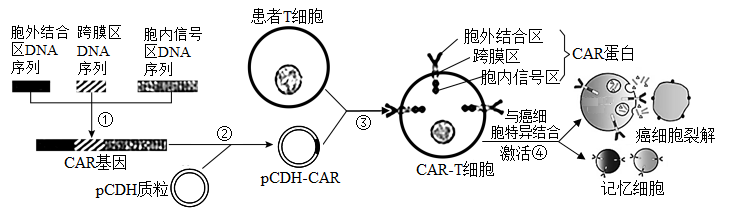 胞外结合
区DNA
序列
跨膜区
DNA
序列
胞内信号
区DNA
序列
①
CAR基因
pCDH质粒
②
pCDH-CAR
患者T细胞
③
胞外结合区
跨膜区
胞内信号区
CAR蛋白
CAR-T细胞
与癌细
胞特异结合
激活④
癌细胞裂解
记忆细胞